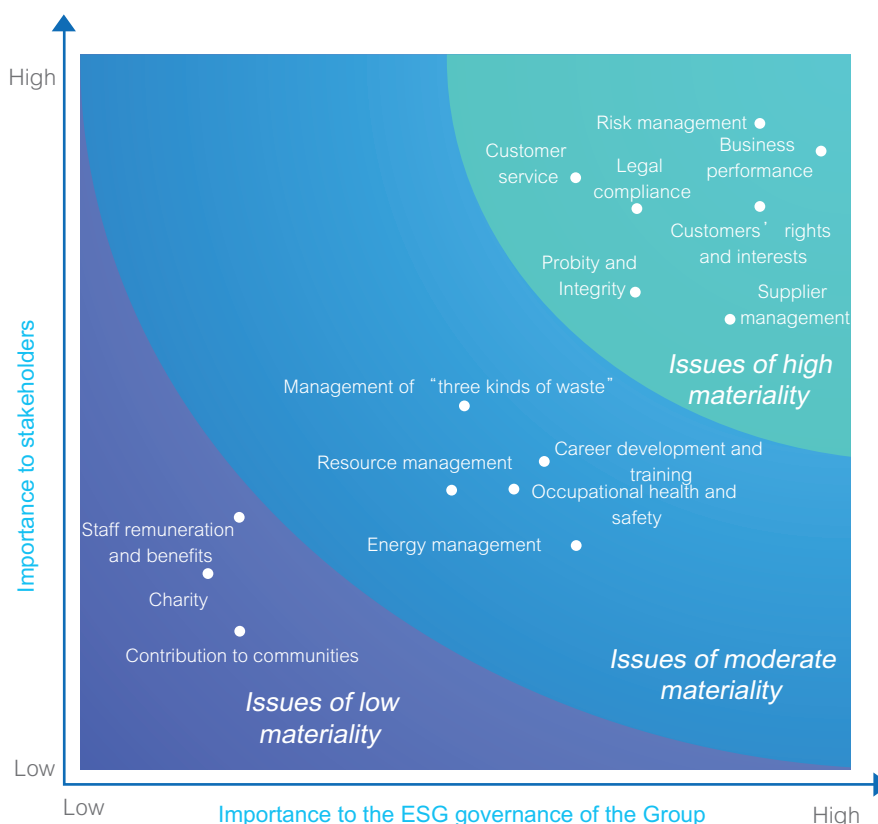 High
Risk management
Business
performance
Customer
service
Legal
compliance
Customers’ rights
and interests
Probity and
Integrity
Supplier
management
Issues of high
materiality
Management of “three kinds of waste”
Career development and
training
Resource management
Occupational health and
safety
Energy management
Staff remuneration
and benefits
Charity
Contribution to communities
Issues of moderate
materiality
Issues of low
materiality
Importance to stakeholders
Low
Low
Importance to the ESG governance of the Group
High